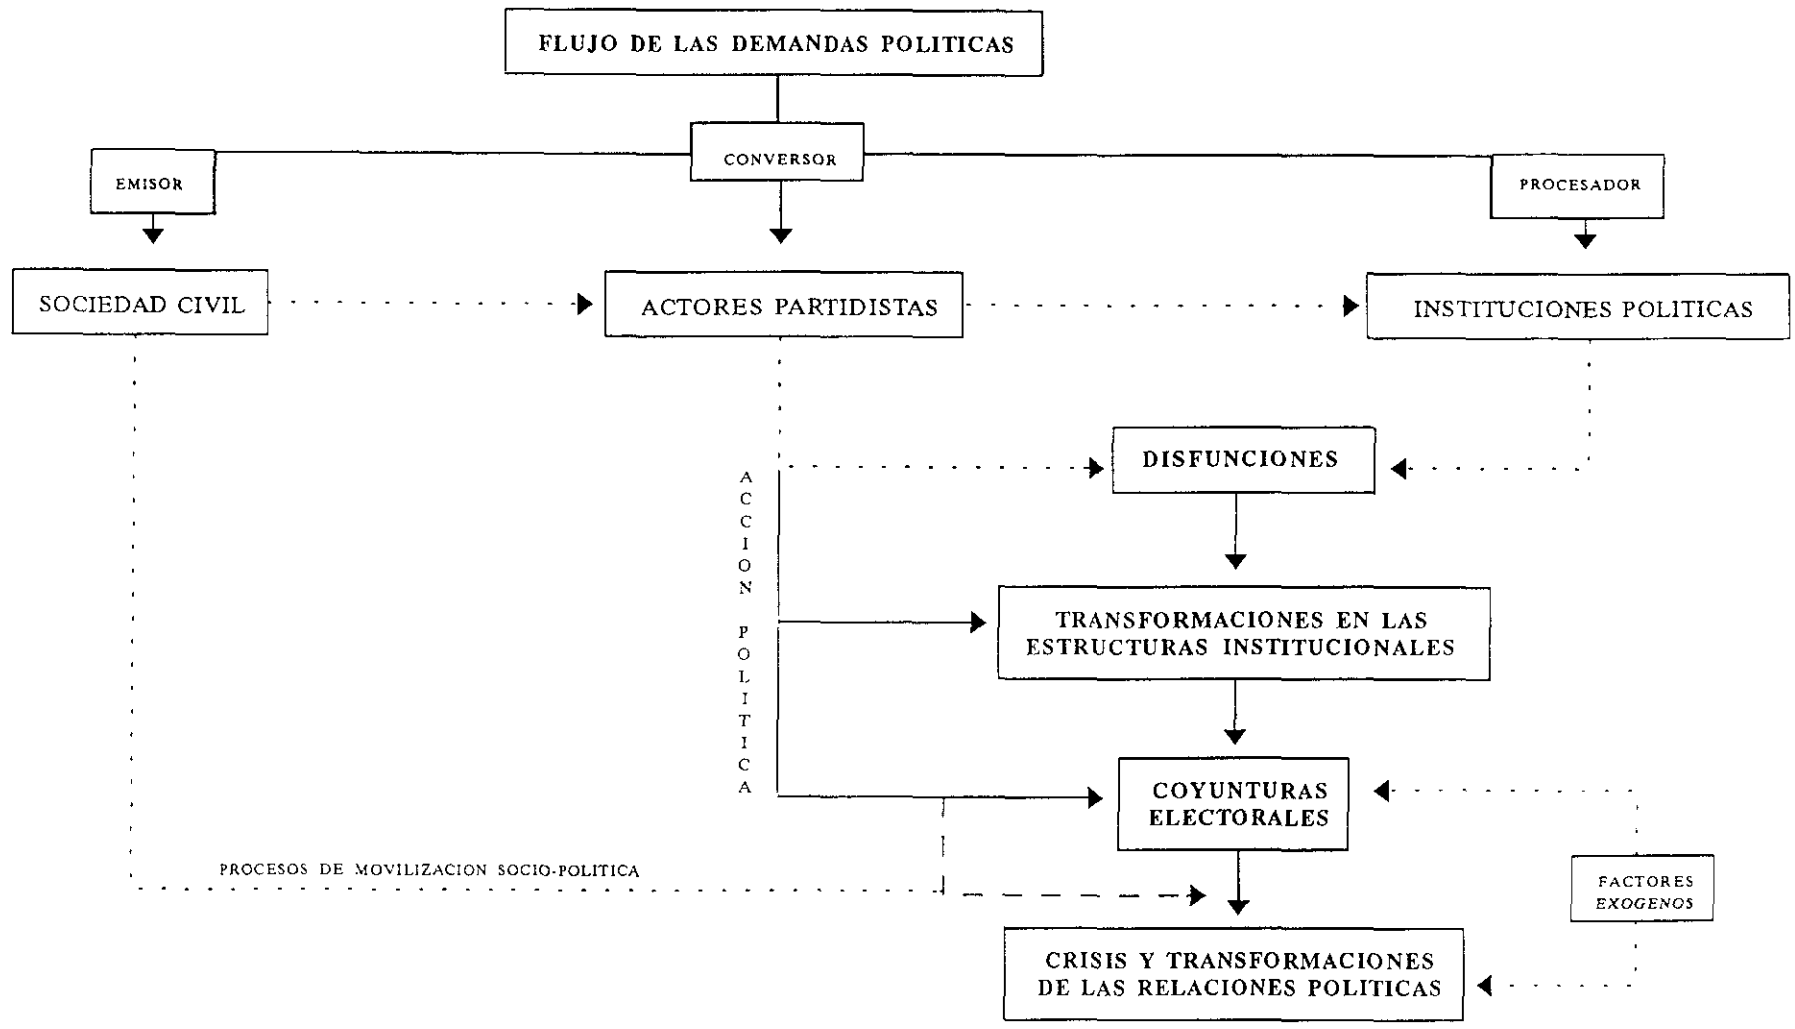 FLUJO DE LAS DEMANDAS POLITICAS
CONVERSOR
EMISOR
PROCESADOR
SOCIEDAD CIVIL
ACTORES PARTIDISTAS
INSTITUCIONES POLITICAS
DISFUNCIONES
ACCION POLITICA
TRANSFORMACIONES EN LAS
ESTRUCTURAS INSTITUCIONALES
COYUNTURAS
ELECTORALES
PROCESOS DE MOVILIZACION SOCIO-POLITICA
FACTORES
EXOGENOS
CRISIS Y TRANSFORMACIONES
DE LAS RELACIONES POLITICAS